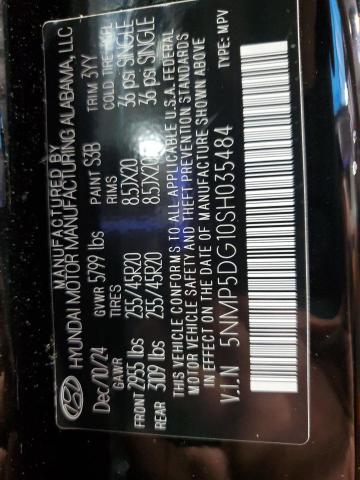 MANUFACTURED BY
HYUNDAI MOTOR MANUFACTURING ALABAMA, LLC
Dec/10/24 GVWR 5799 lbs PAINT S3B TRIM 3YY
GAWR TIRES RIMS COLD TIRE
FRONT 2955 lbs 255/45R20 8.5JX20 36 psi SINGLE
REAR 3109 lbs 255/45R20 8.5JX20 36 psi SINGLE
THIS VEHICLE CONFORMS TO ALL APPLICABLE U.S.A. FEDERAL
MOTOR VEHICLE SAFETY AND THEFT PREVENTION STANDARDS
IN EFFECT ON THE DATE OF MANUFACTURE SHOWN ABOVE
V.I.N 5NMP5DG10SH035484 TYPE: MPV